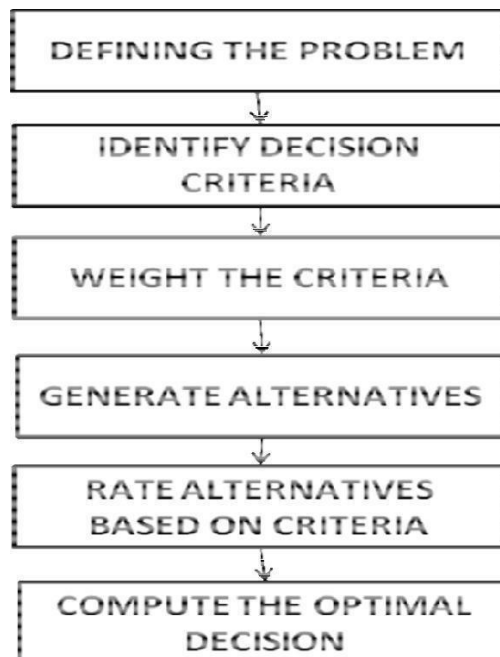 DEFINING THE PROBLEM
IDENTIFY DECISION
CRITERIA
WEIGHT THE CRITERIA
GENERATE ALTERNATIVES
RATE ALTERNATIVES
BASED ON CRITERIA
COMPUTE THE OPTIMAL
DECISION